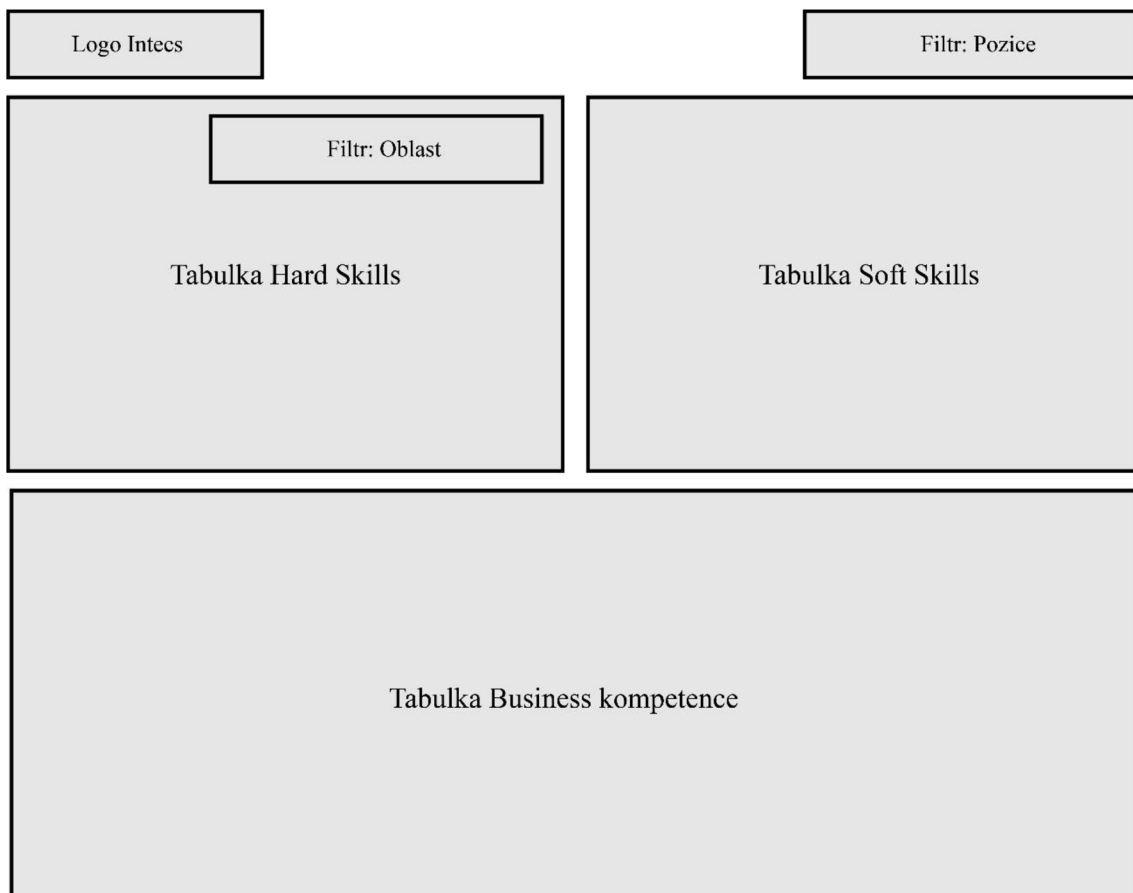 Logo Intecs
Filtr: Pozice
Filtr: Oblast
Tabulka Hard Skills
Tabulka Soft Skills
Tabulka Business kompetence